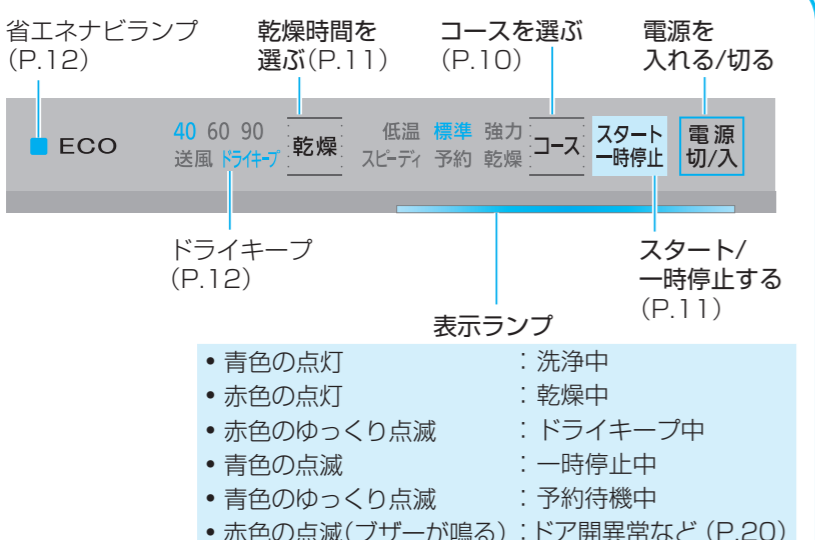 省エネナビランプ
(P.12)
乾燥時間を
選ぶ(P.11)
コースを選ぶ
(P.10)
電源を
入れる/切る
ECO
40 60 90
送風 ドライキープ
乾燥
低温 標準 強力
スピーディ 予約 乾燥
コース
スタート
一時停止
電源
切/入
ドライキープ
(P.12)
スタート/
一時停止する
(P.11)
表示ランプ
•青色の点灯 : 洗浄中
•赤色の点灯 : 乾燥中
•赤色のゆっくり点滅 : ドライキープ中
•青色の点滅 : 一時停止中
•青色のゆっくり点滅 : 予約待機中
•赤色の点滅(ブザーが鳴る) : ドア開異常など (P.20)